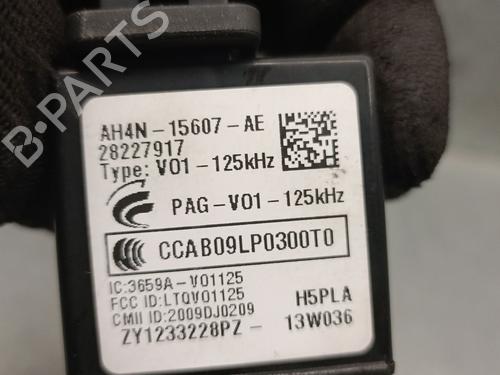 B-PARTS
AH4N-15607-AE
28227917
Type: V01-125kHz
PAG-V01-125kHz
CCAB09LP0300T0
IC:3659A-V01125
FCC ID:LTQV01125
CMII ID:2009DJ0209
H5PLA
ZY1233228PZ - 13W036